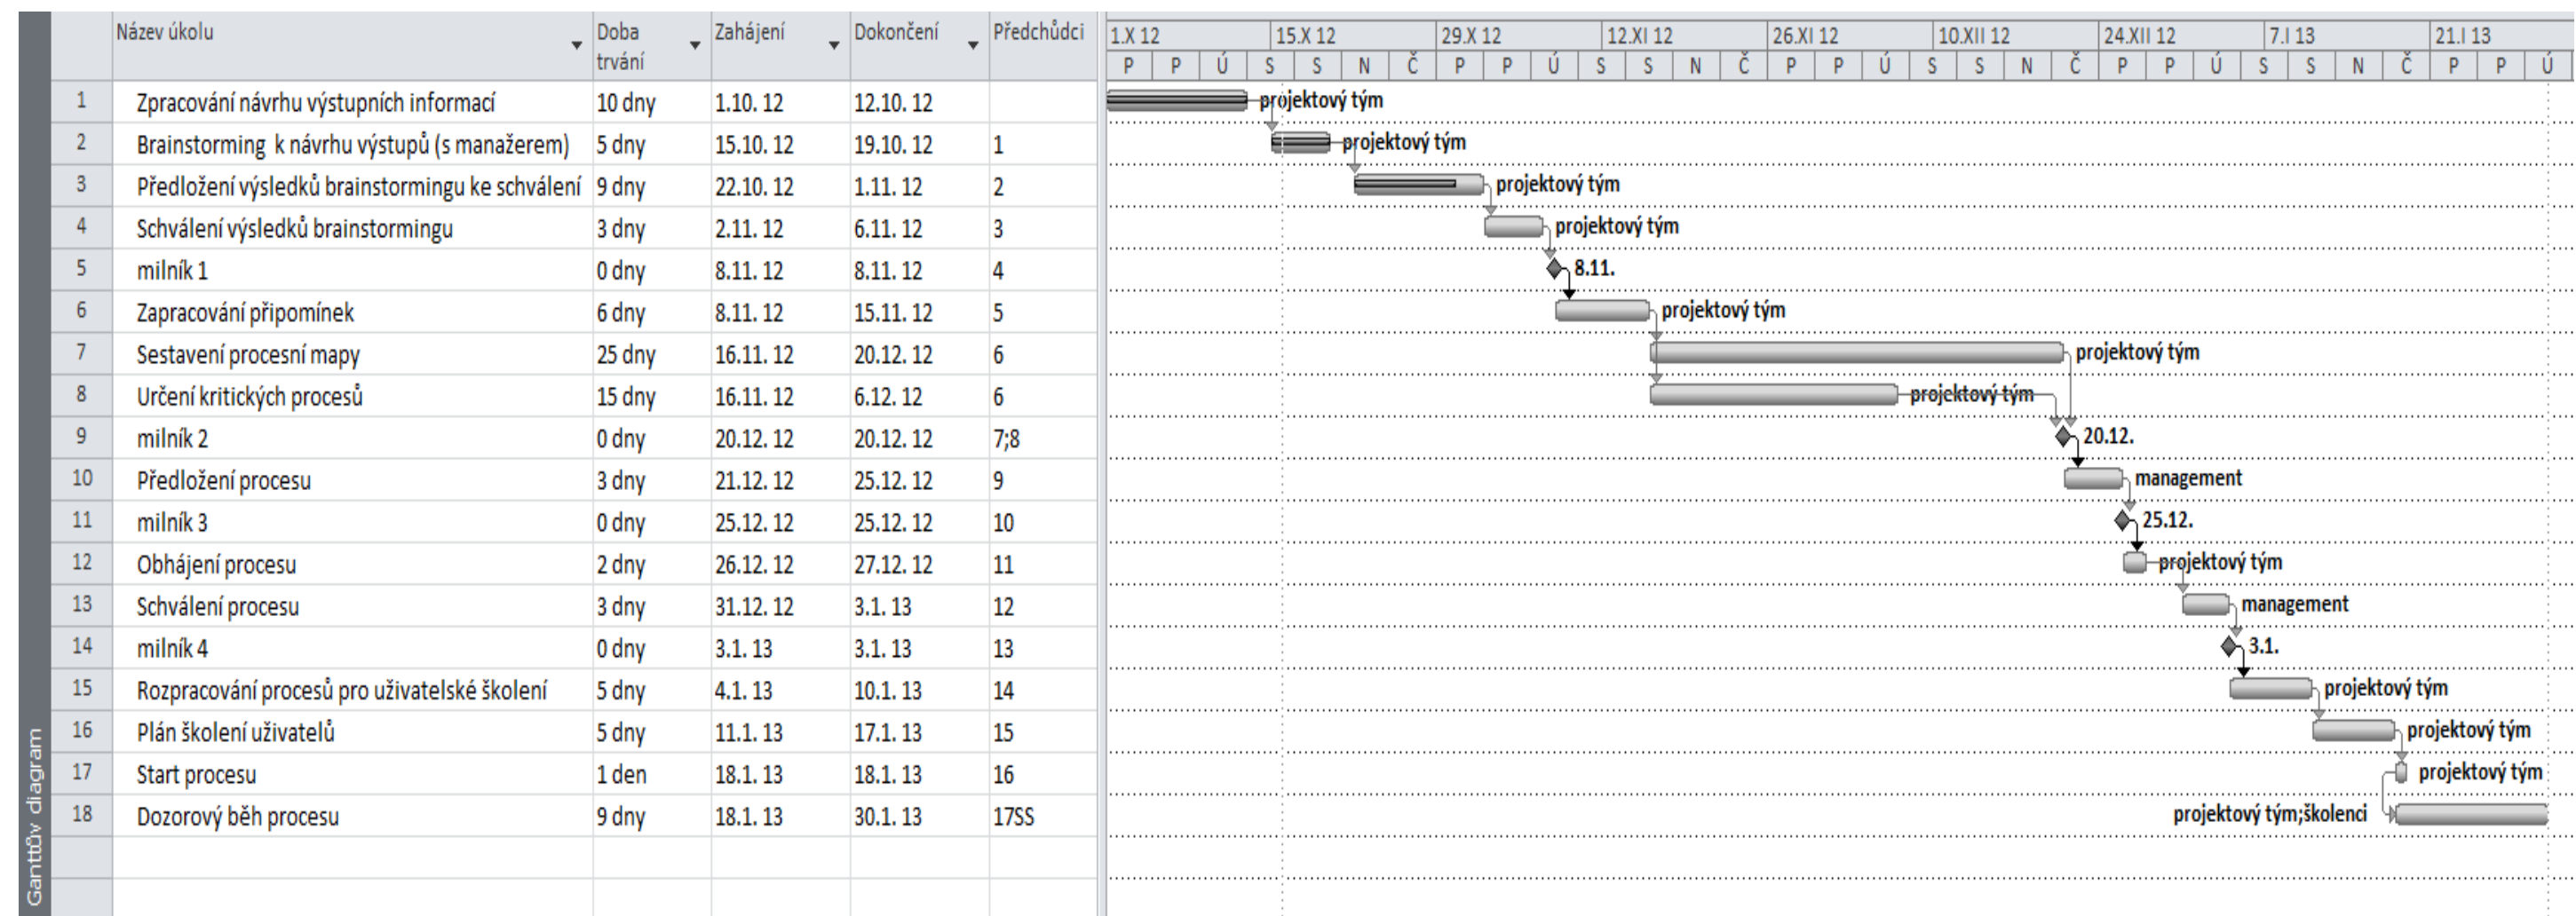 Název úkolu Doba trvání Zahájení Dokončení Předchůdci
1.X 12 15.X 12 29.X 12 12.XI 12 26.XI 12 10.XII 12 24.XII 12 7.I 13 21.I 13
P P Ú S S N Č P P Ú S S N Č P P Ú S S N Č P P Ú S S N Č P P Ú
1 Zpracování návrhu výstupních informací 10 dny 1.10. 12 12.10. 12 projektový tým
2 Brainstorming k návrhu výstupů (s manažerem) 5 dny 15.10. 12 19.10. 12 1 projektový tým
3 Předložení výsledků brainstormingu ke schválení 9 dny 22.10. 12 1.11. 12 2 projektový tým
4 Schválení výsledků brainstormingu 3 dny 2.11. 12 6.11. 12 3 projektový tým
5 milník 1 0 dny 8.11. 12 8.11. 12 4 8.11.
6 Zapracování připomínek 6 dny 8.11. 12 15.11. 12 5 projektový tým
7 Sestavení procesní mapy 25 dny 16.11. 12 20.12. 12 6 projektový tým
8 Určení kritických procesů 15 dny 16.11. 12 6.12. 12 6 projektový tým
9 milník 2 0 dny 20.12. 12 20.12. 12 7;8 20.12.
10 Předložení procesu 3 dny 21.12. 12 25.12. 12 9 management
11 milník 3 0 dny 25.12. 12 25.12. 12 10 25.12.
12 Obhájení procesu 2 dny 26.12. 12 27.12. 12 11 projektový tým
13 Schválení procesu 3 dny 31.12. 12 3.1. 13 12 management
14 milník 4 0 dny 3.1. 13 3.1. 13 13 3.1.
15 Rozpracování procesů pro uživatelské školení 5 dny 4.1. 13 10.1. 13 14 projektový tým
16 Plán školení uživatelů 5 dny 11.1. 13 17.1. 13 15 projektový tým
17 Start procesu 1 den 18.1. 13 18.1. 13 16 projektový tým
18 Dozorový běh procesu 9 dny 18.1. 13 30.1. 13 17SS projektový tým;školenci
Ganttův diagram